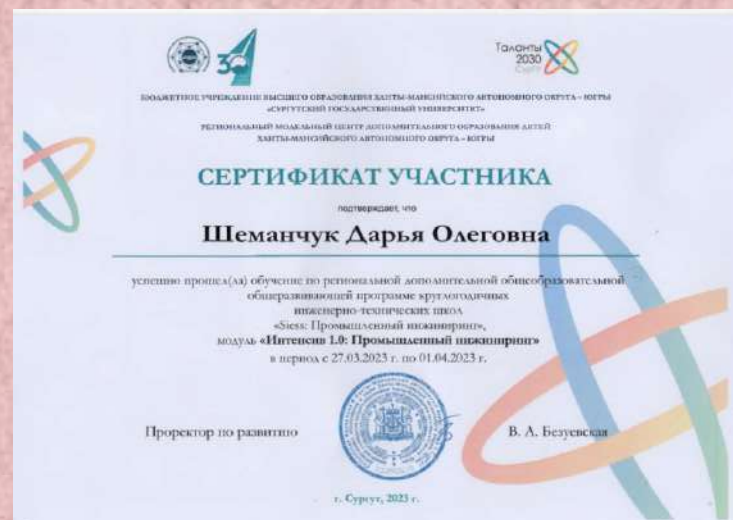 30
Таланты
2030
Сургут
БЮДЖЕТНОЕ УЧРЕЖДЕНИЕ ВЫСШЕГО ОБРАЗОВАНИЯ ХАНТЫ-МАНСИЙСКОГО АВТОНОМНОГО ОКРУГА – ЮГРЫ
«СУРГУТСКИЙ ГОСУДАРСТВЕННЫЙ УНИВЕРСИТЕТ»
РЕГИОНАЛЬНЫЙ МОДЕЛЬНЫЙ ЦЕНТР ДОПОЛНИТЕЛЬНОГО ОБРАЗОВАНИЯ ДЕТЕЙ
ХАНТЫ-МАНСИЙСКОГО АВТОНОМНОГО ОКРУГА – ЮГРЫ
СЕРТИФИКАТ УЧАСТНИКА
подтверждает, что
Шеманчук Дарья Олеговна
успешно прошел(ла) обучение по региональной дополнительной общеобразовательной
общеразвивающей программе круглогодичных
инженерно-технических школ
«Siess: Промышленный инжиниринг»,
модуль «Интенсив 1.0: Промышленный инжиниринг»
в период с 27.03.2023 г. по 01.04.2023 г.
Проректор по развитию
В. А. Безуевская
г. Сургут, 2023 г.